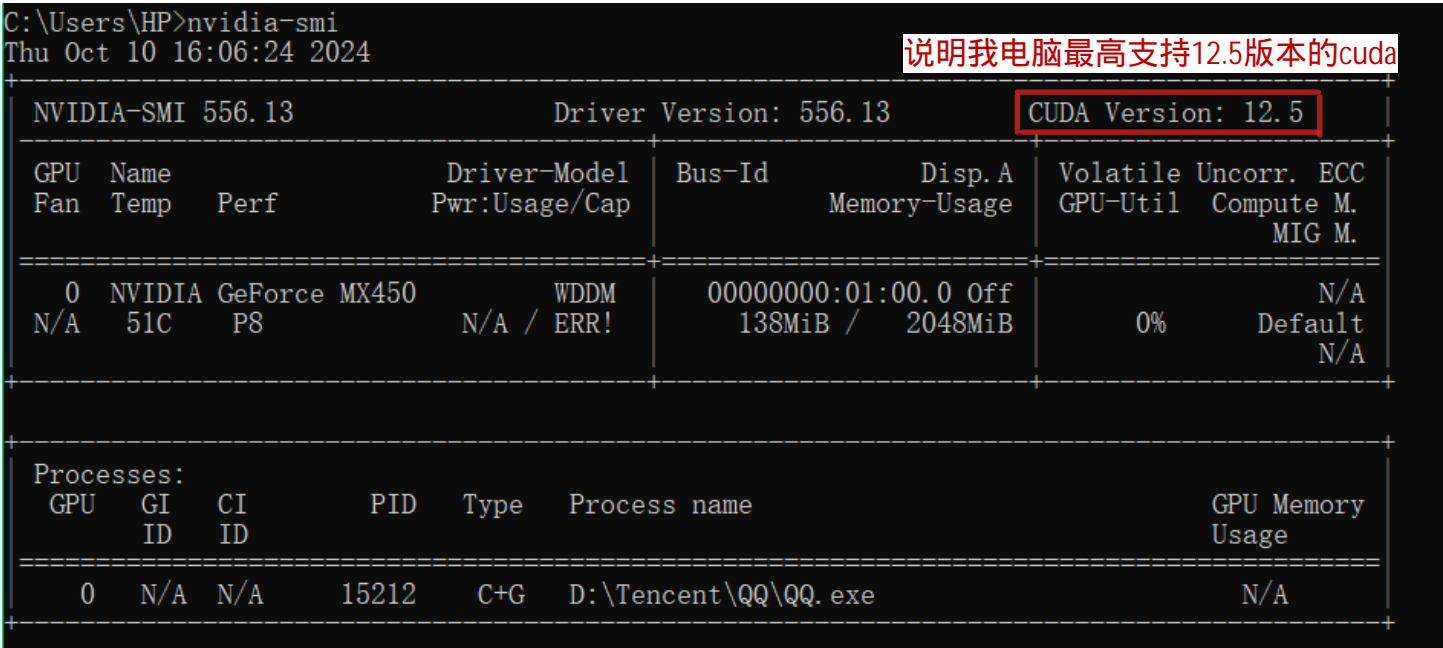 C:\Users\HP>nvidia-smi
Thu Oct 10 16:06:24 2024
说明我电脑最高支持12.5版本的cuda
NVIDIA-SMI 556.13 Driver Version: 556.13 CUDA Version: 12.5
GPU Name Driver-Model Bus-Id Disp.A Volatile Uncorr. ECC
Fan Temp Perf Pwr:Usage/Cap Memory-Usage GPU-Util Compute M.
MIG M.
0 NVIDIA GeForce MX450 WDDM 00000000:01:00.0 Off N/A
N/A 51C P8 N/A / ERR! 138MiB / 2048MiB 0% Default
N/A
Processes:
GPU GI CI PID Type Process name GPU Memory
ID ID Usage
0 N/A N/A 15212 C+G D:\Tencent\QQ\QQ.exe N/A